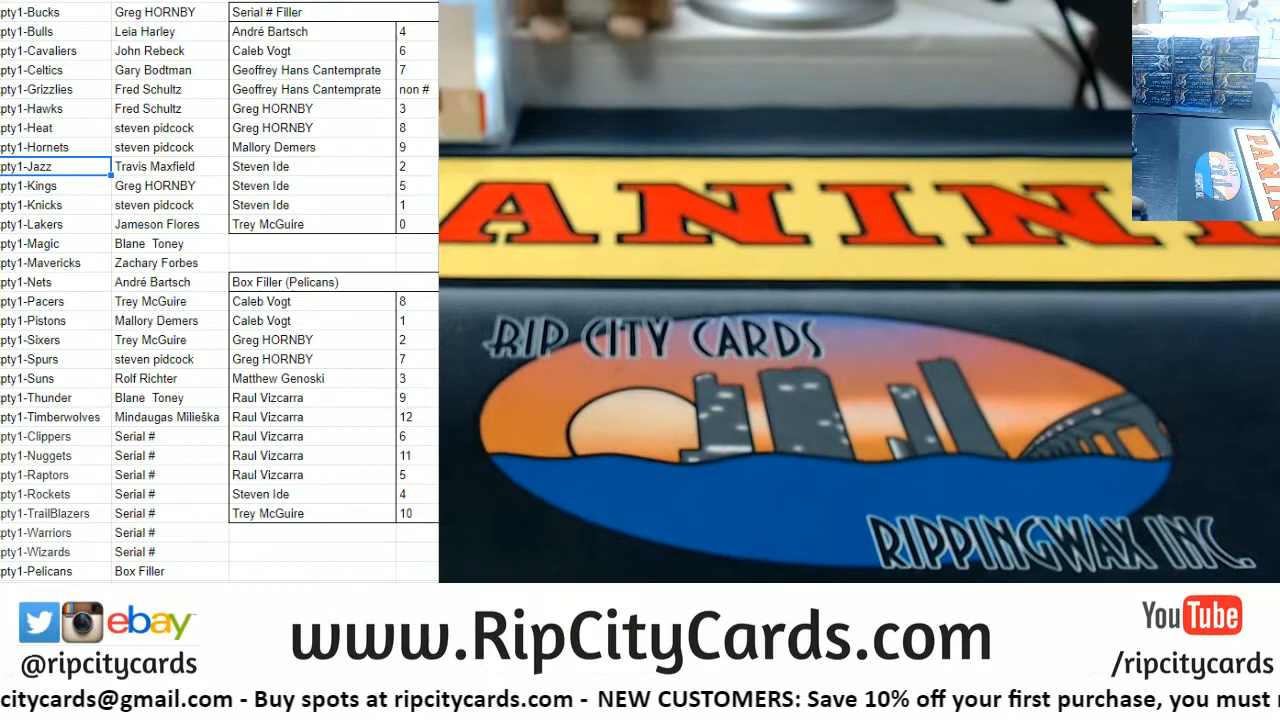 pty1-Bucks Greg HORNBY Serial # Filler
pty1-Bulls Leia Harley André Bartsch 4
pty1-Cavaliers John Rebeck Caleb Vogt 6
pty1-Celtics Gary Bodtman Geoffrey Hans Cantemprate 7
pty1-Grizzlies Fred Schultz Geoffrey Hans Cantemprate non #
pty1-Hawks Fred Schultz Greg HORNBY 3
pty1-Heat steven pidcock Greg HORNBY 8
pty1-Hornets steven pidcock Mallory Demers 9
pty1-Jazz Travis Maxfield Steven Ide 2
pty1-Kings Greg HORNBY Steven Ide 5
pty1-Knicks steven pidcock Steven Ide 1
pty1-Lakers Jameson Flores Trey McGuire 0
pty1-Magic Blane Toney
pty1-Mavericks Zachary Forbes
pty1-Nets André Bartsch Box Filler (Pelicans)
pty1-Pacers Trey McGuire Caleb Vogt 8
pty1-Pistons Mallory Demers Caleb Vogt 1
pty1-Sixers Trey McGuire Greg HORNBY 2
pty1-Spurs steven pidcock Greg HORNBY 7
pty1-Suns Rolf Richter Matthew Genoski 3
pty1-Thunder Blane Toney Raul Vizcarra 9
pty1-Timberwolves Mindaugas Milieška Raul Vizcarra 12
pty1-Clippers Serial # Raul Vizcarra 6
pty1-Nuggets Serial # Raul Vizcarra 11
pty1-Raptors Serial # Raul Vizcarra 5
pty1-Rockets Serial # Steven Ide 4
pty1-TrailBlazers Serial # Trey McGuire 10
pty1-Warriors Serial #
pty1-Wizards Serial #
pty1-Pelicans Box Filler
ANINI
RIP CITY CARDS
RIPPINGWAX INC.
PANINI
ebay
@ripcitycards
www.RipCityCards.com
YouTube
/ripcitycards
citycards@gmail.com - Buy spots at ripcitycards.com - NEW CUSTOMERS: Save 10% off your first purchase, you must